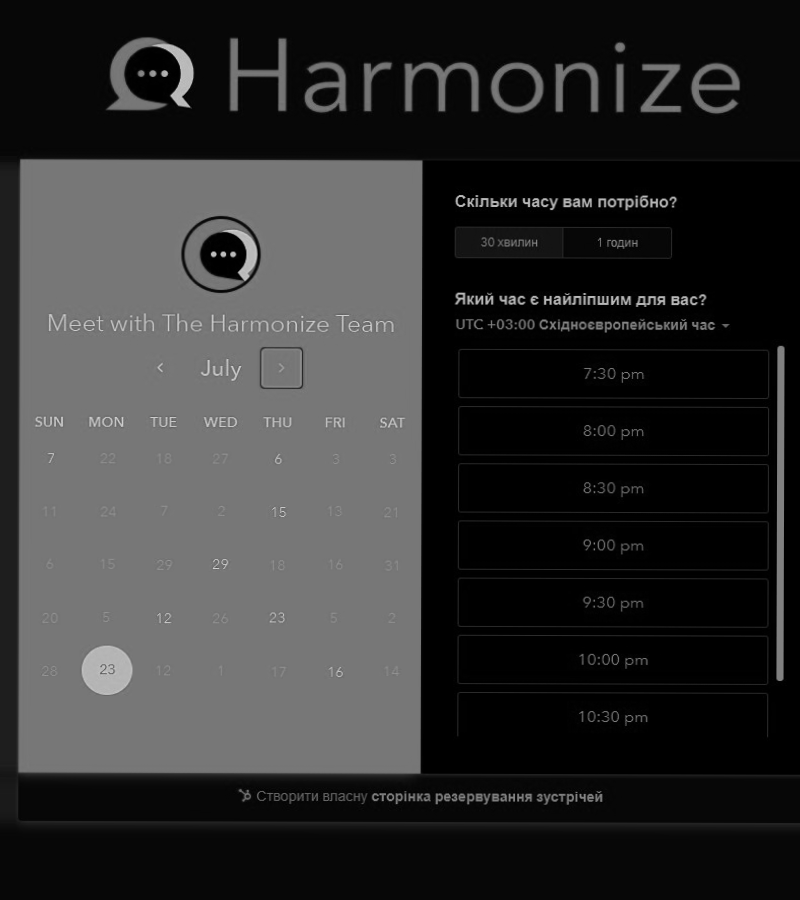 Harmonize
Meet with The Harmonize Team
July
SUN MON TUE WED THU FRI SAT
7 22 18 27 6 3 3
11 24 7 2 15 13 21
6 15 29 29 18 16 31
20 5 12 26 23 5 2
28 23 12 1 17 16 14
Скільки часу вам потрібно?
30 хвилин 1 годин
Який час є найліпшим для вас?
UTC +03:00 Східноєвропейський час
7:30 pm
8:00 pm
8:30 pm
9:00 pm
9:30 pm
10:00 pm
10:30 pm
Створити власну сторінка резервування зустрічей